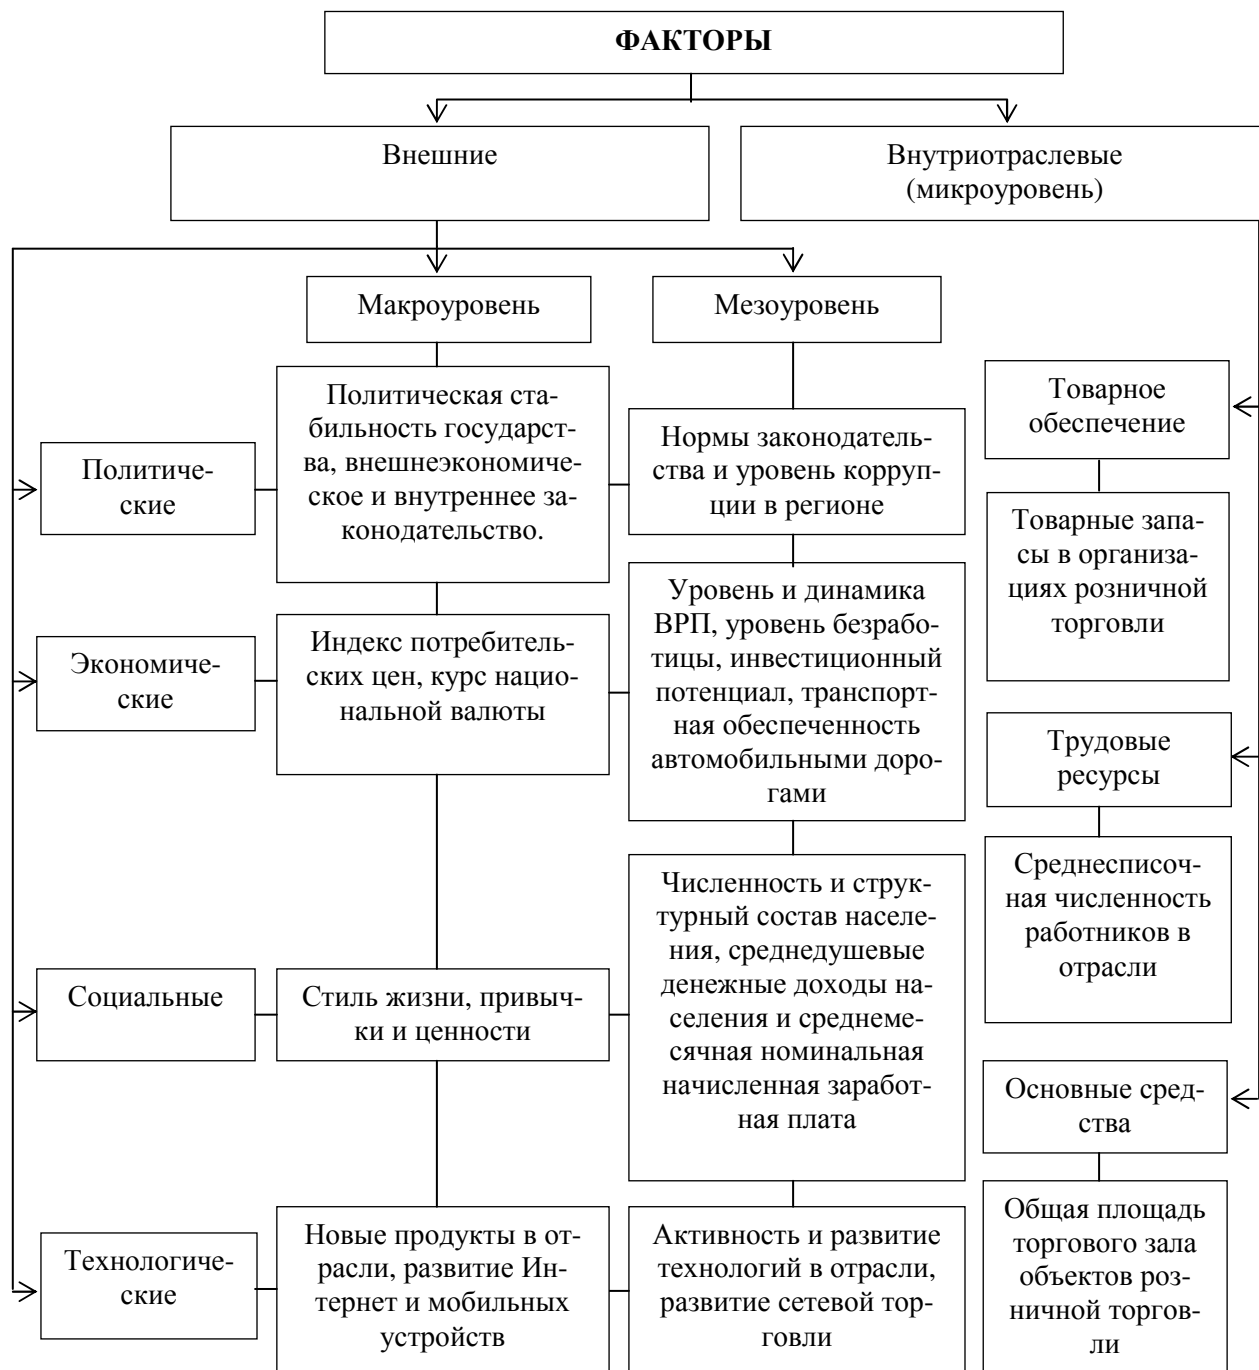 ФАКТОРЫ
Внешние
Внутриотраслевые
(микроуровень)
Макроуровень
Мезоуровень
Политиче-
ские
Политическая ста-
бильность государст-
ва, внешнеэкономиче-
ское и внутреннее за-
конодательство.
Нормы законодатель-
ства и уровень корруп-
ции в регионе
Экономиче-
ские
Индекс потребитель-
ских цен, курс нацио-
нальной валюты
Уровень и динамика
ВРП, уровень безрабо-
тицы, инвестиционный
потенциал, транспорт-
ная обеспеченность
автомобильными доро-
гами
Социальные
Стиль жизни, привыч-
ки и ценности
Численность и струк-
турный состав населе-
ния, среднедушевые
денежные доходы на-
селения и среднеме-
сячная номинальная
начисленная заработ-
ная плата
Технологиче-
ские
Новые продукты в от-
расли, развитие Ин-
тернет и мобильных
устройств
Активность и развитие
технологий в отрасли,
развитие сетевой тор-
говли
Товарное
обеспечение
Товарные запа-
сы в организа-
циях розничной
торговли
Трудовые
ресурсы
Среднесписоч-
ная численность
работников в
отрасли
Основные сред-
ства
Общая площадь
торгового зала
объектов роз-
ничной торгов-
ли